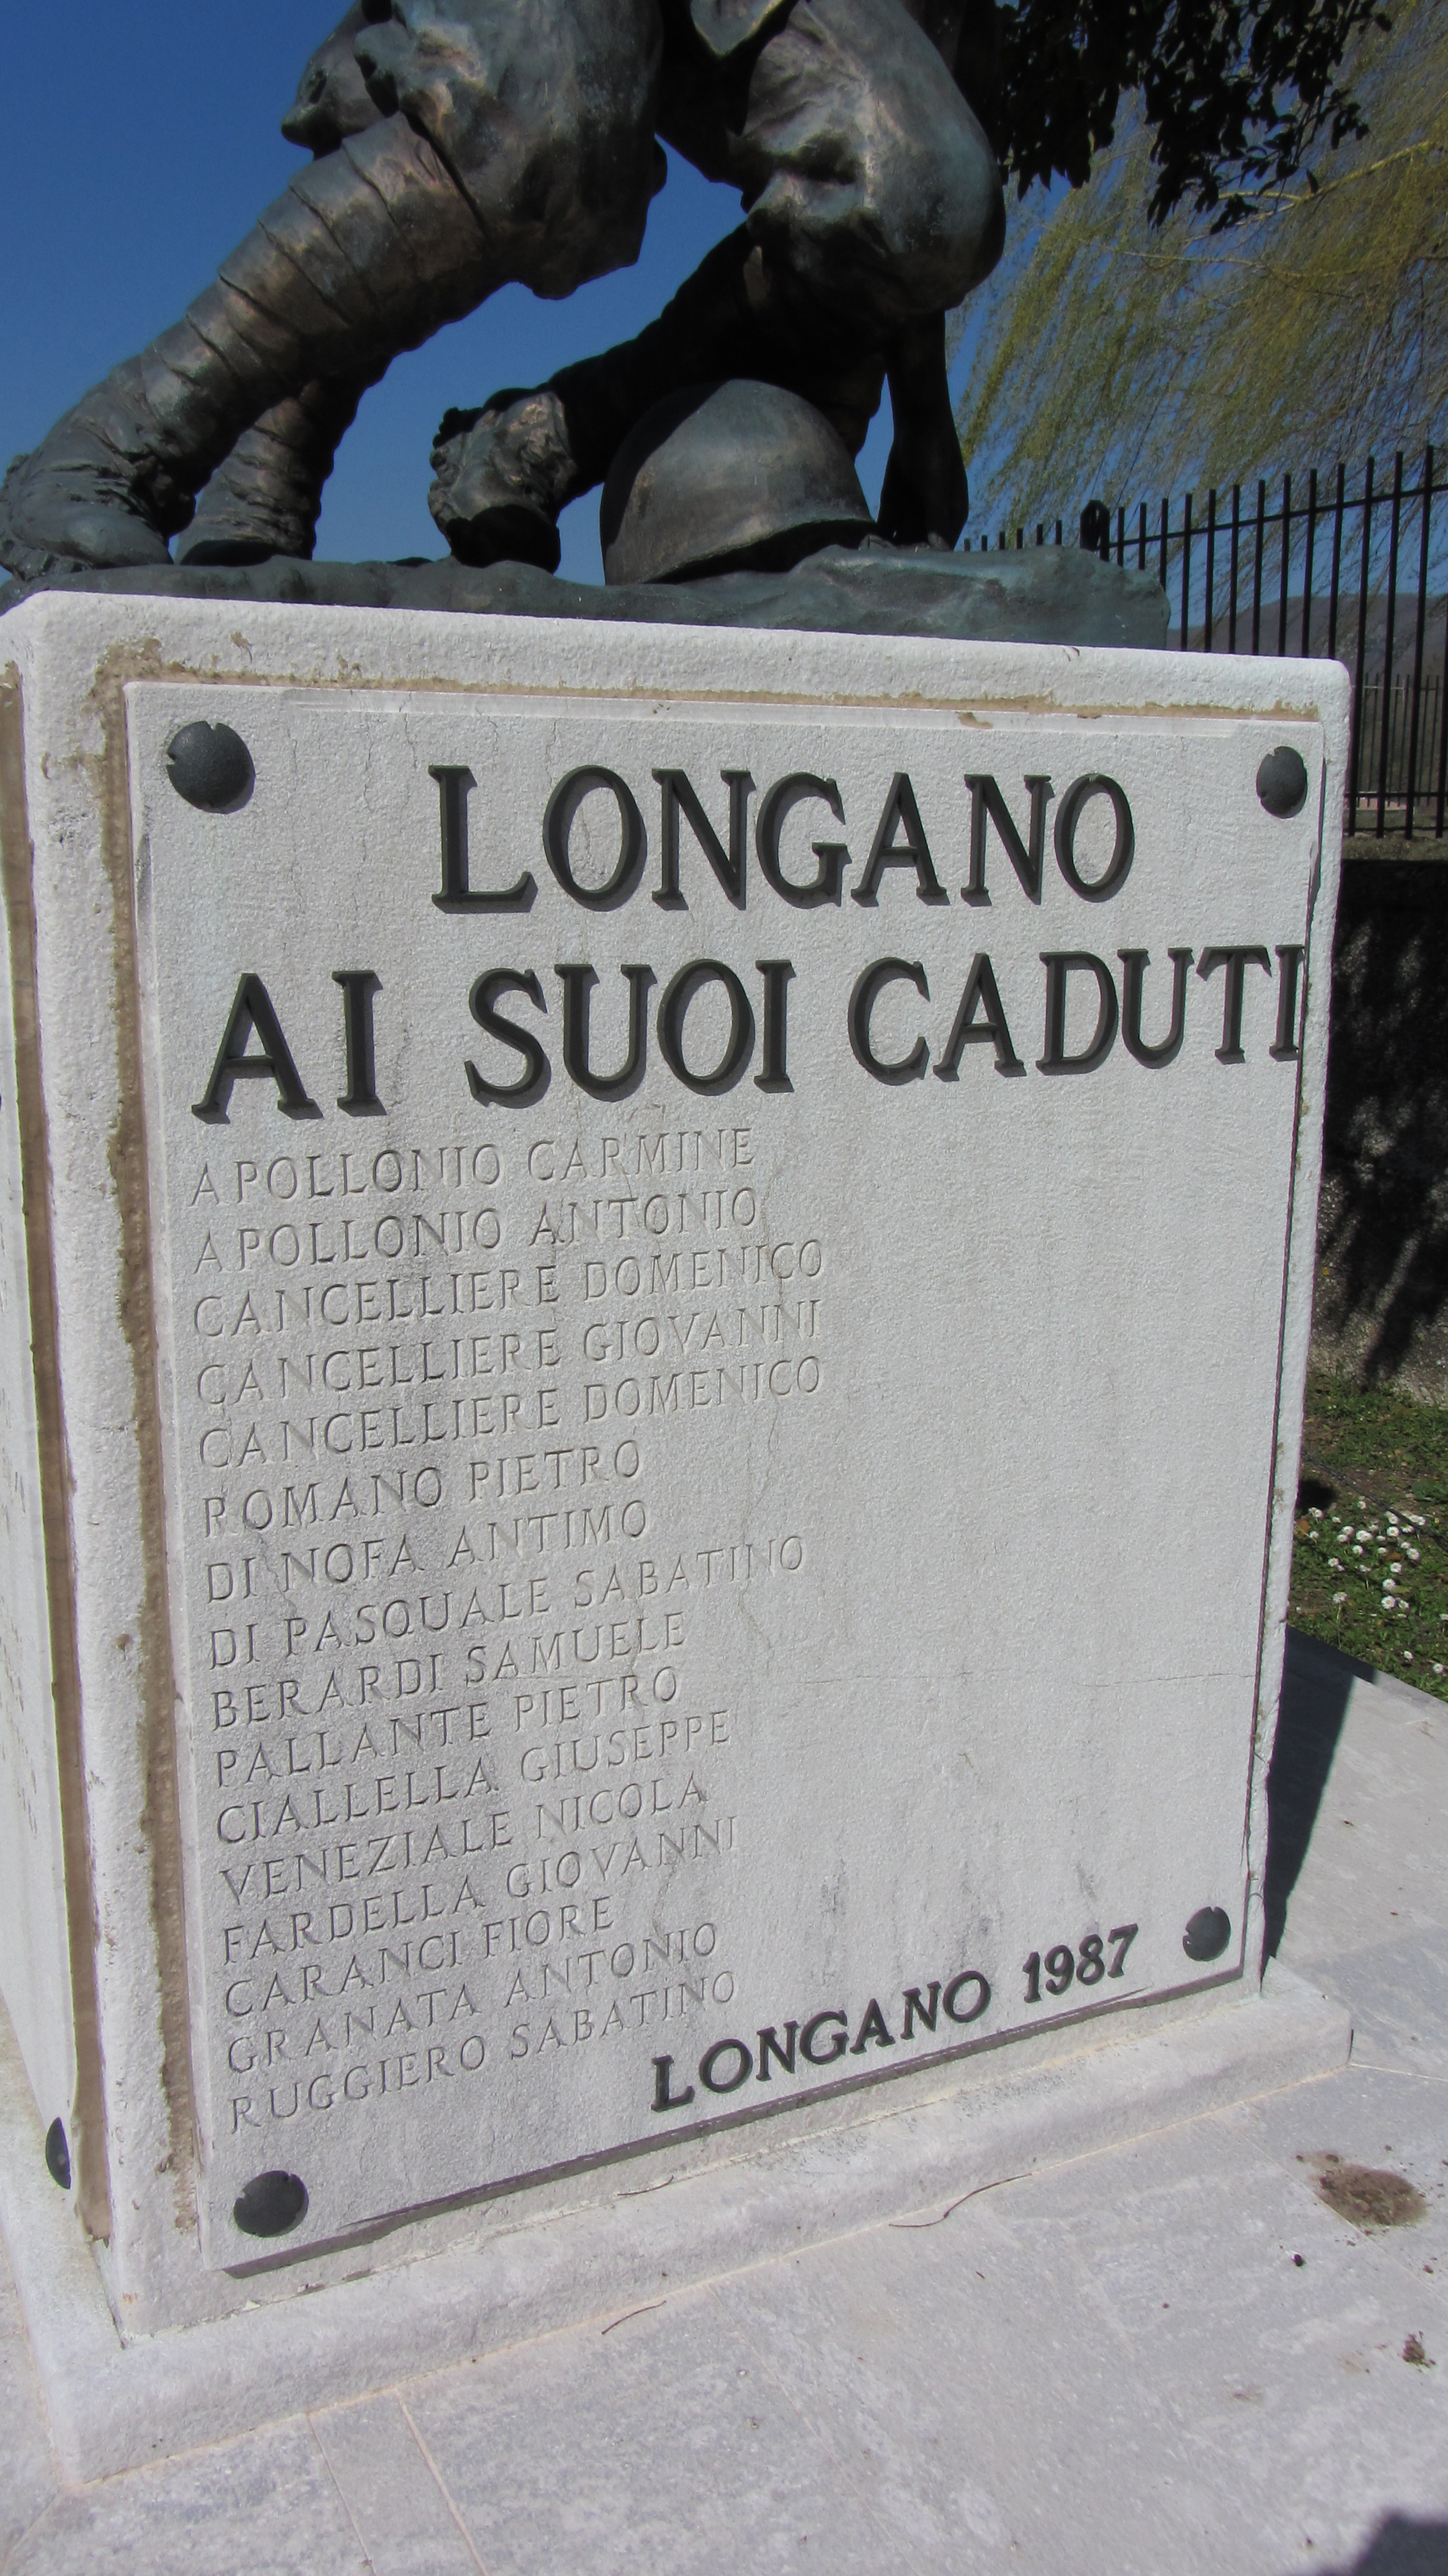 LONGANO
AI SUOI CADUTI
APOLLONIO CARMINE
APOLLONIO ANTONIO
CANCELLIERE DOMENICO
CANCELLIERE GIOVANNI
CANCELLIERE DOMENICO
ROMANO PIETRO
DI NOFA ANTIMO
DI PASQUALE SABATINO
BERARDI SAMUELE
PALLANTE PIETRO
CIALLELLA GIUSEPPE
VENEZIALE NICOLA
FARDELLA GIOVANNI
CARANCI FIORE
GRANATA ANTONIO
RUGGIERO SABATINO
LONGANO 1987